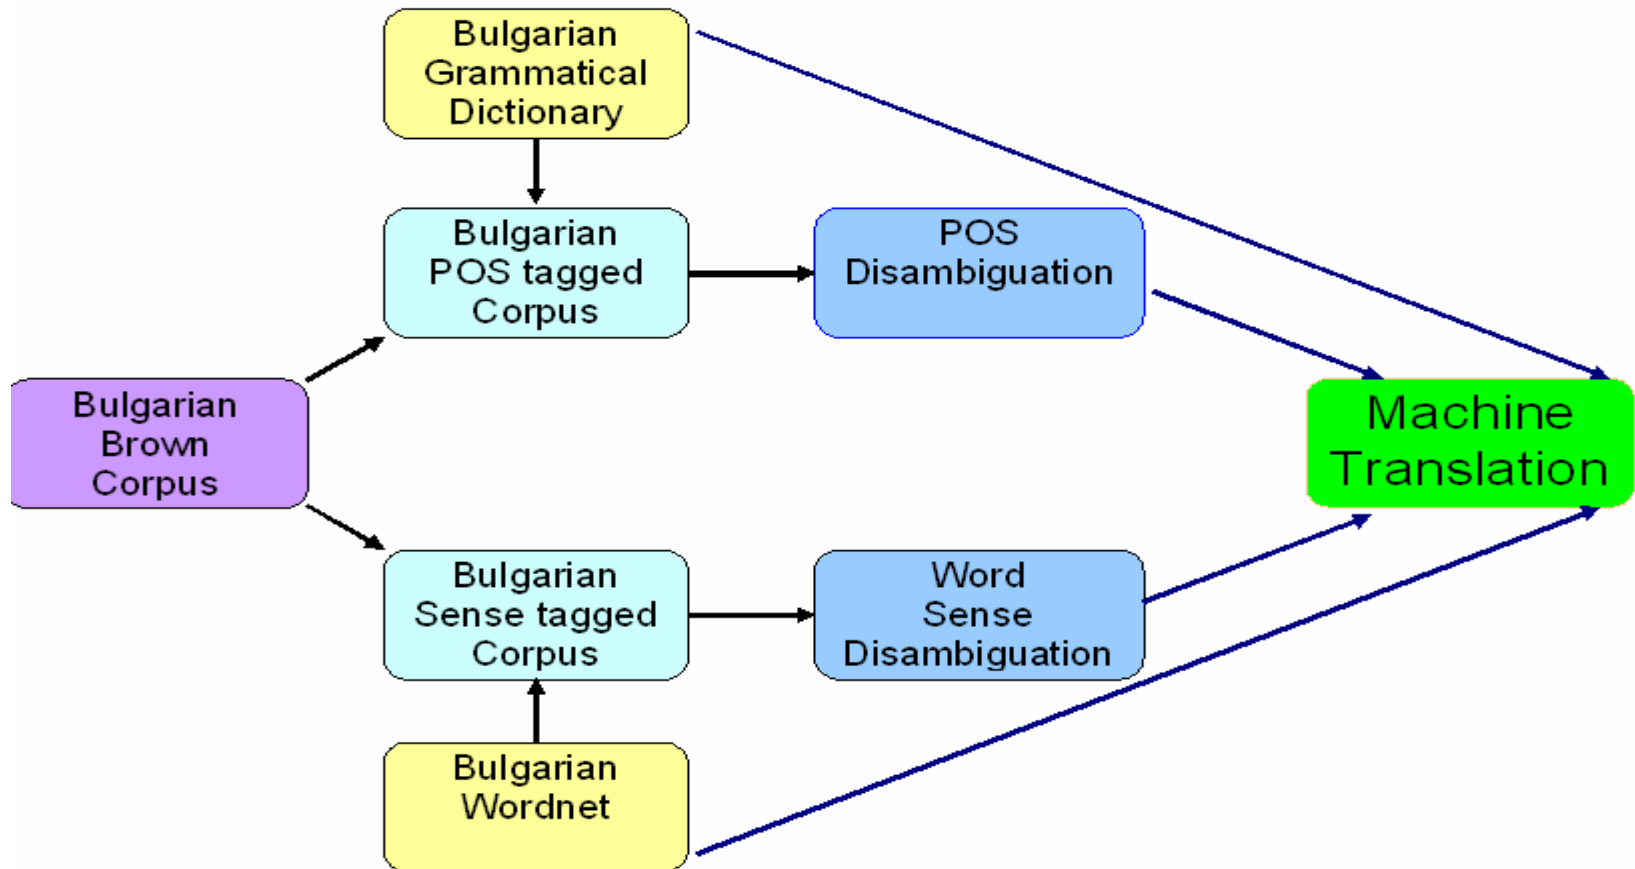 Bulgarian
Grammatical
Dictionary
Bulgarian
POS tagged
Corpus
POS
Disambiguation
Bulgarian
Brown
Corpus
Machine
Translation
Bulgarian
Sense tagged
Corpus
Word
Sense
Disambiguation
Bulgarian
Wordnet